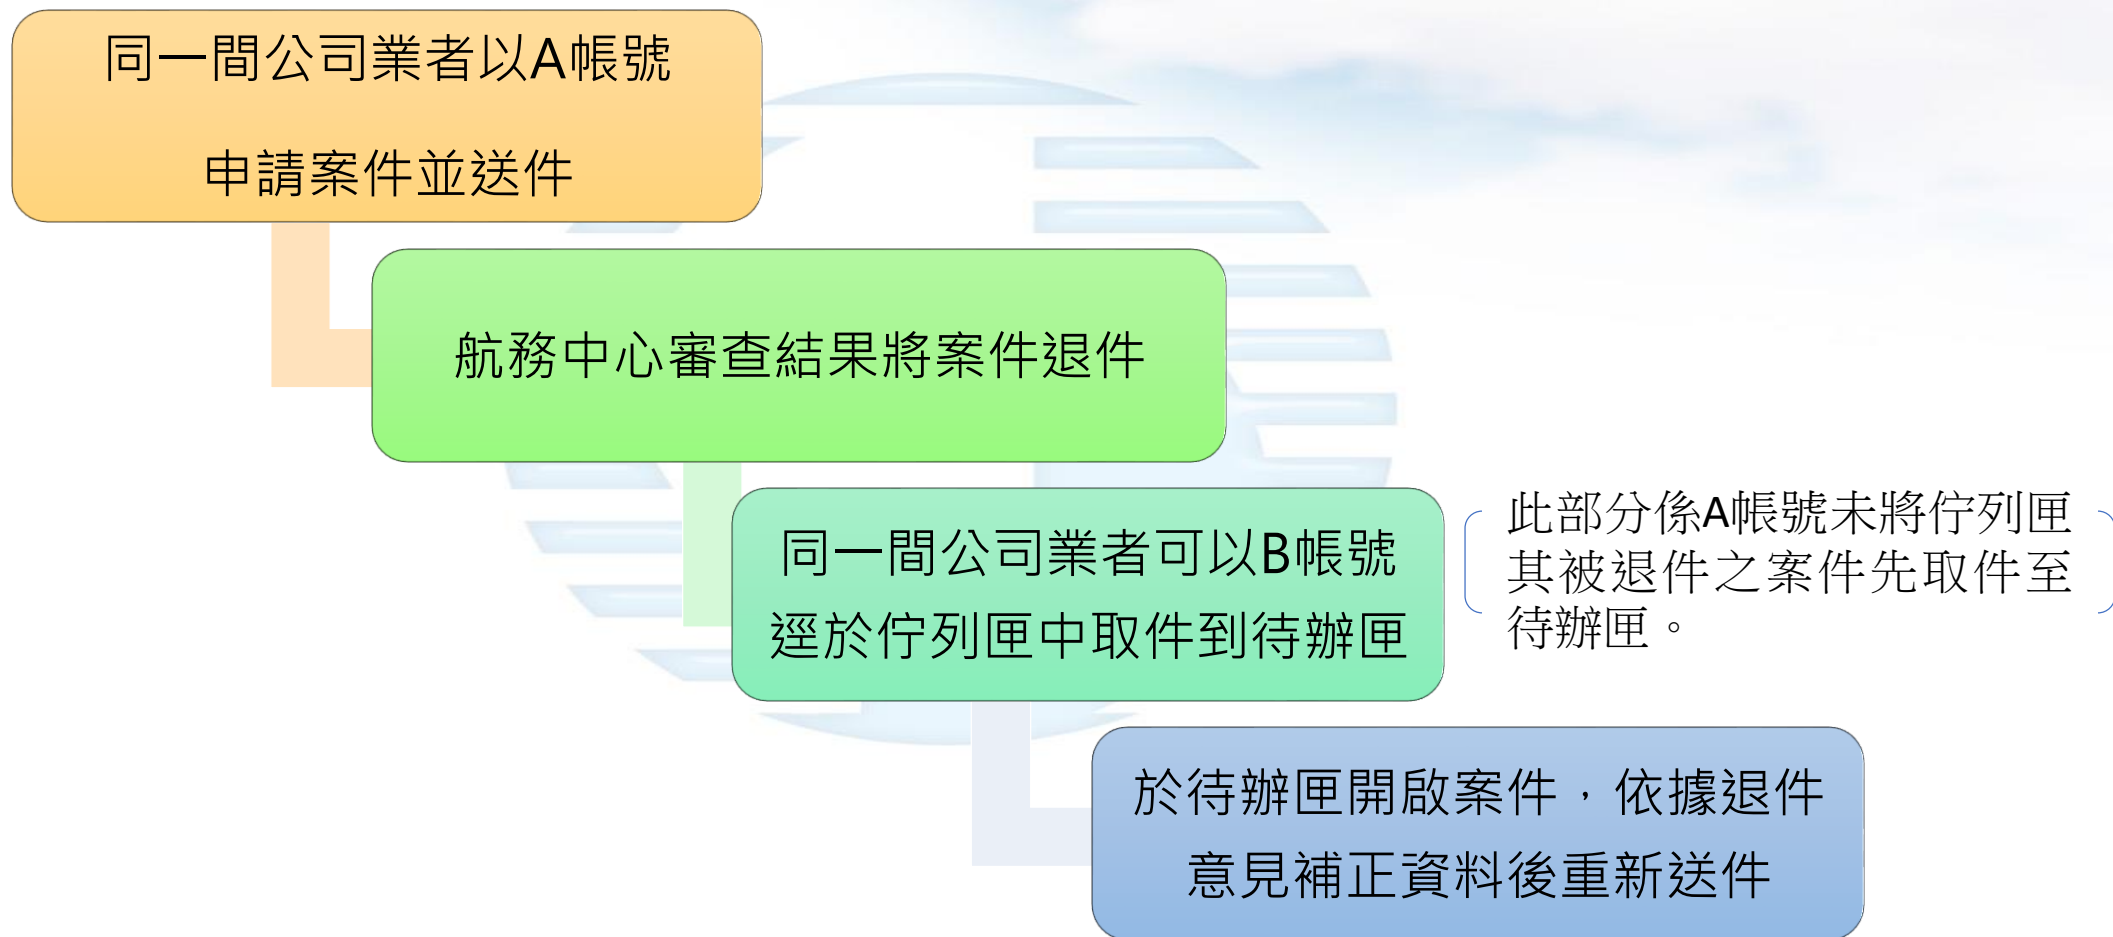 同一間公司業者以A帳號
申請案件並送件
航務中心審查結果將案件退件
同一間公司業者可以B帳號
逕於佇列匣中取件到待辦匣
此部分係A帳號未將佇列匣
其被退件之案件先取件至
待辦匣。
於待辦匣開啟案件，依據退件
意見補正資料後重新送件